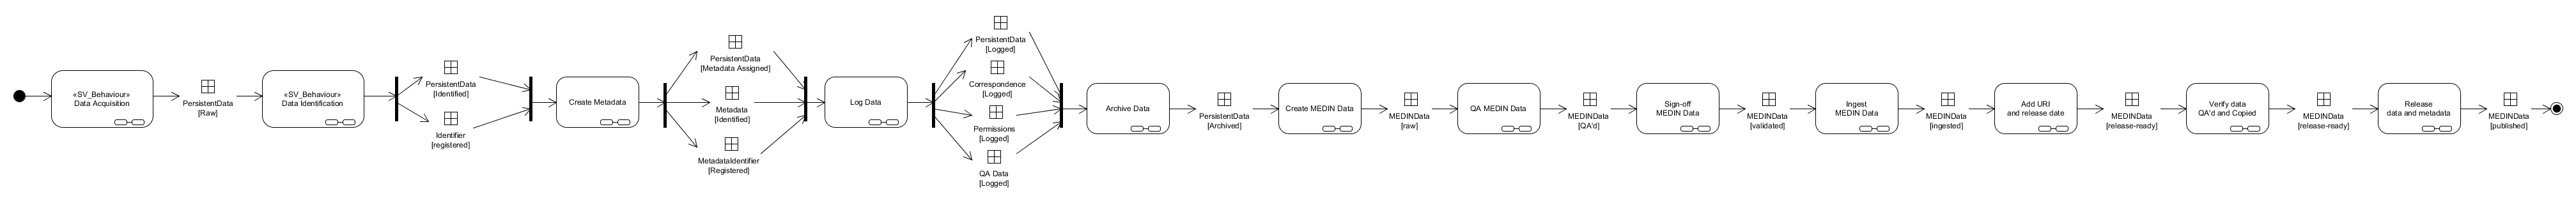 «SV_Behaviour»
Data Acquisition
PersistentData
[Raw]
«SV_Behaviour»
Data Identification
PersistentData
[Identified]
Identifier
[registered]
Create Metadata
PersistentData
[Metadata Assigned]
Metadata
[Identified]
MetadataIdentifier
[Registered]
Log Data
PersistentData
[Logged]
Correspondence
[Logged]
Permissions
[Logged]
QA Data
[Logged]
Archive Data
PersistentData
[Archived]
Create MEDIN Data
MEDINData
[raw]
QA MEDIN Data
MEDINData
[QA'd]
Sign-off
MEDIN Data
MEDINData
[validated]
Ingest
MEDIN Data
MEDINData
[ingested]
Add URI
and release date
MEDINData
[release-ready]
Verify data
QA'd and Copied
MEDINData
[release-ready]
Release
data and metadata
MEDINData
[published]